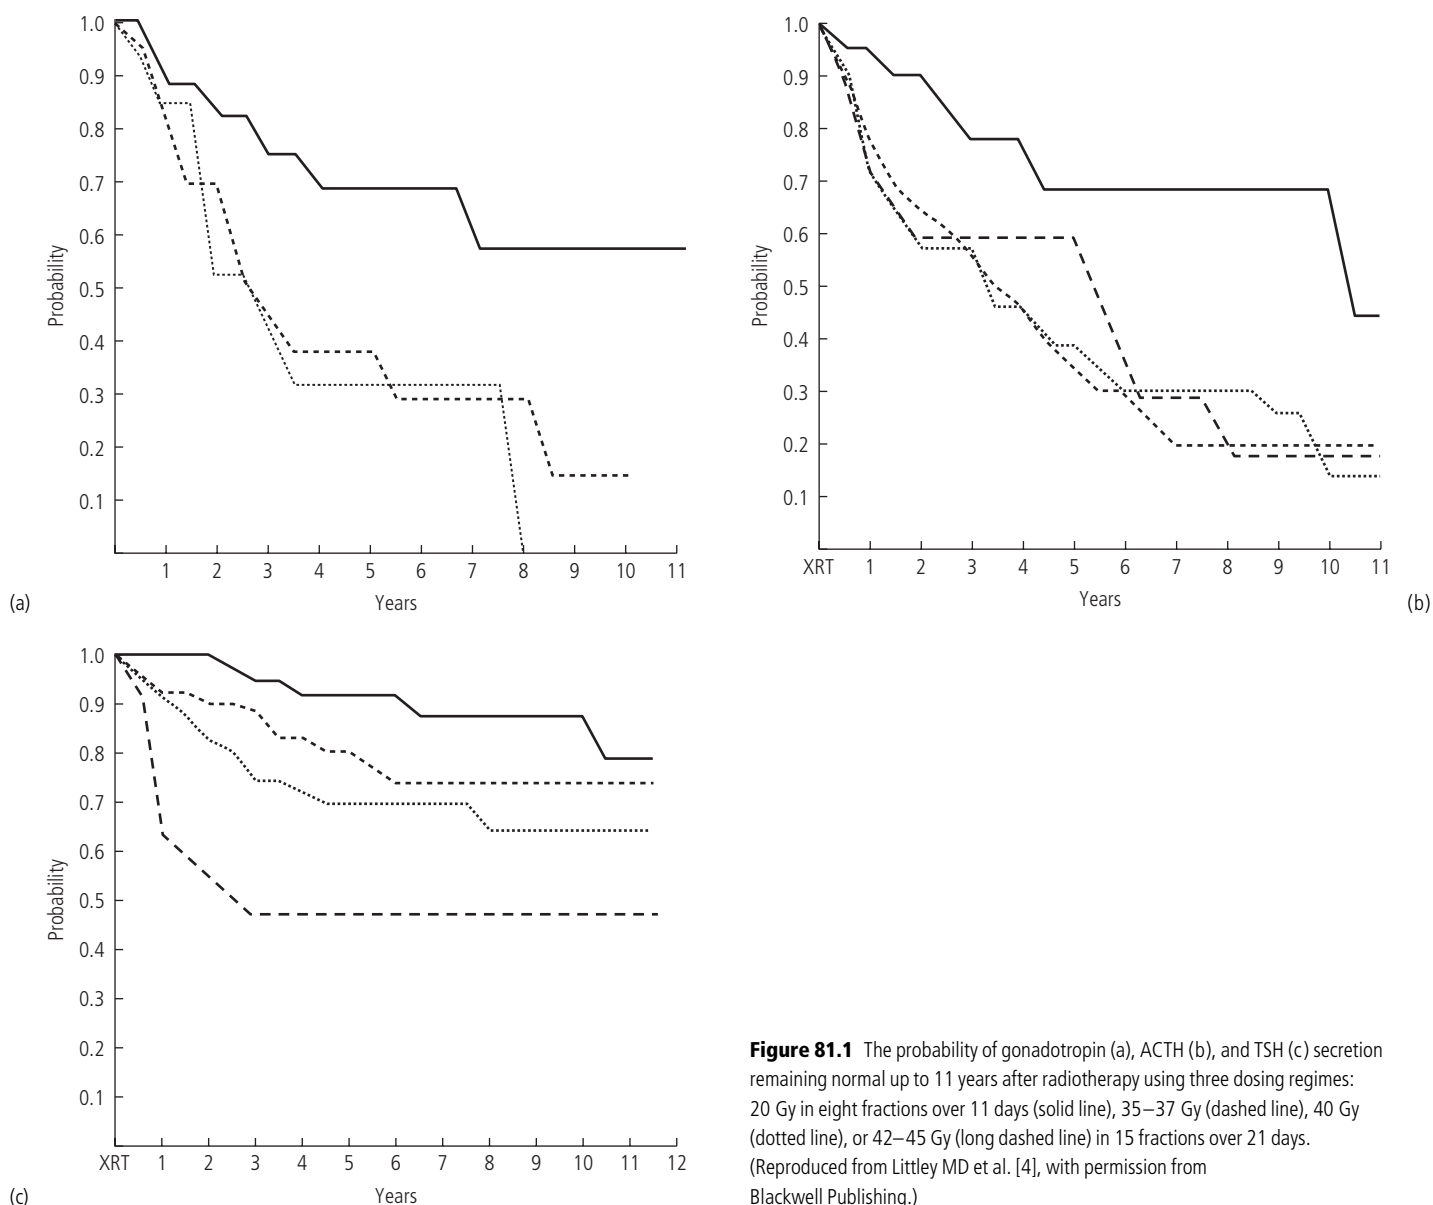 1.0
0.9
0.8
0.7
0.6
0.5
0.4
0.3
0.2
0.1
Probability
1 2 3 4 5 6 7 8 9 10 11
Years
(a)
1.0
0.9
0.8
0.7
0.6
0.5
0.4
0.3
0.2
0.1
Probability
XRT 1 2 3 4 5 6 7 8 9 10 11
Years
(b)
1.0
0.9
0.8
0.7
0.6
0.5
0.4
0.3
0.2
0.1
Probability
XRT 1 2 3 4 5 6 7 8 9 10 11 12
Years
(c)
Figure 81.1 The probability of gonadotropin (a), ACTH (b), and TSH (c) secretion
remaining normal up to 11 years after radiotherapy using three dosing regimes:
20 Gy in eight fractions over 11 days (solid line), 35–37 Gy (dashed line), 40 Gy
(dotted line), or 42–45 Gy (long dashed line) in 15 fractions over 21 days.
(Reproduced from Littley MD et al. [4], with permission from
Blackwell Publishing.)